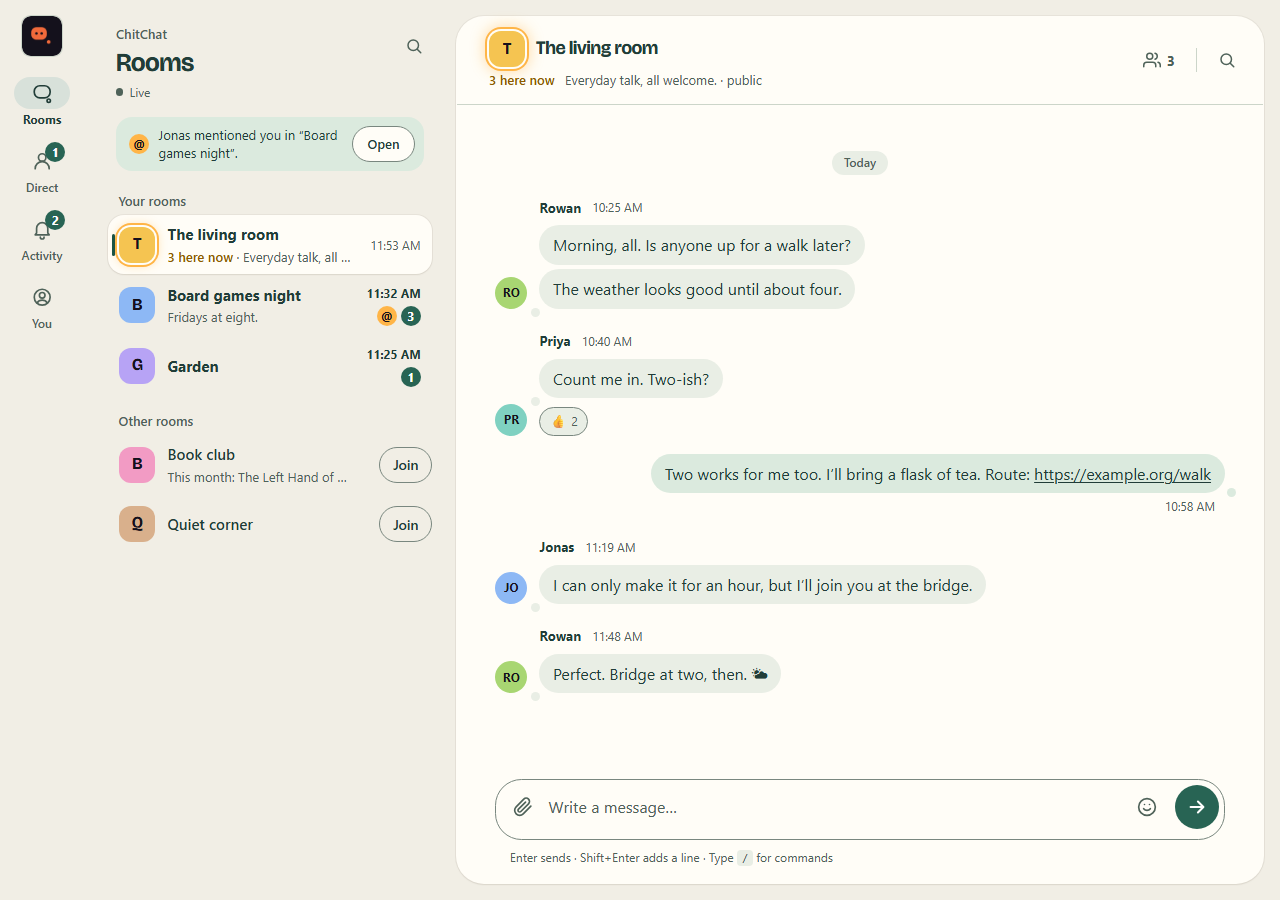 ChitChat
Rooms
Live
Rooms
1
Direct
2
Activity
You
@ Jonas mentioned you in “Board
games night”.
Open
Your rooms
T
The living room
11:53 AM
3 here now · Everyday talk, all ...
B
Board games night
11:32 AM
Fridays at eight.
@ 3
G
Garden
11:25 AM
1
Other rooms
B
Book club
This month: The Left Hand of ...
Join
Q
Quiet corner
Join
T
The living room
3 here now Everyday talk, all welcome. · public
3
Today
Rowan 10:25 AM
Morning, all. Is anyone up for a walk later?
The weather looks good until about four.
RO
Priya 10:40 AM
Count me in. Two-ish?
PR
👍 2
Two works for me too. I’ll bring a flask of tea. Route: https://example.org/walk
10:58 AM
Jonas 11:19 AM
JO
I can only make it for an hour, but I’ll join you at the bridge.
Rowan 11:48 AM
RO
Perfect. Bridge at two, then. 🌥
Write a message...
Enter sends · Shift+Enter adds a line · Type / for commands